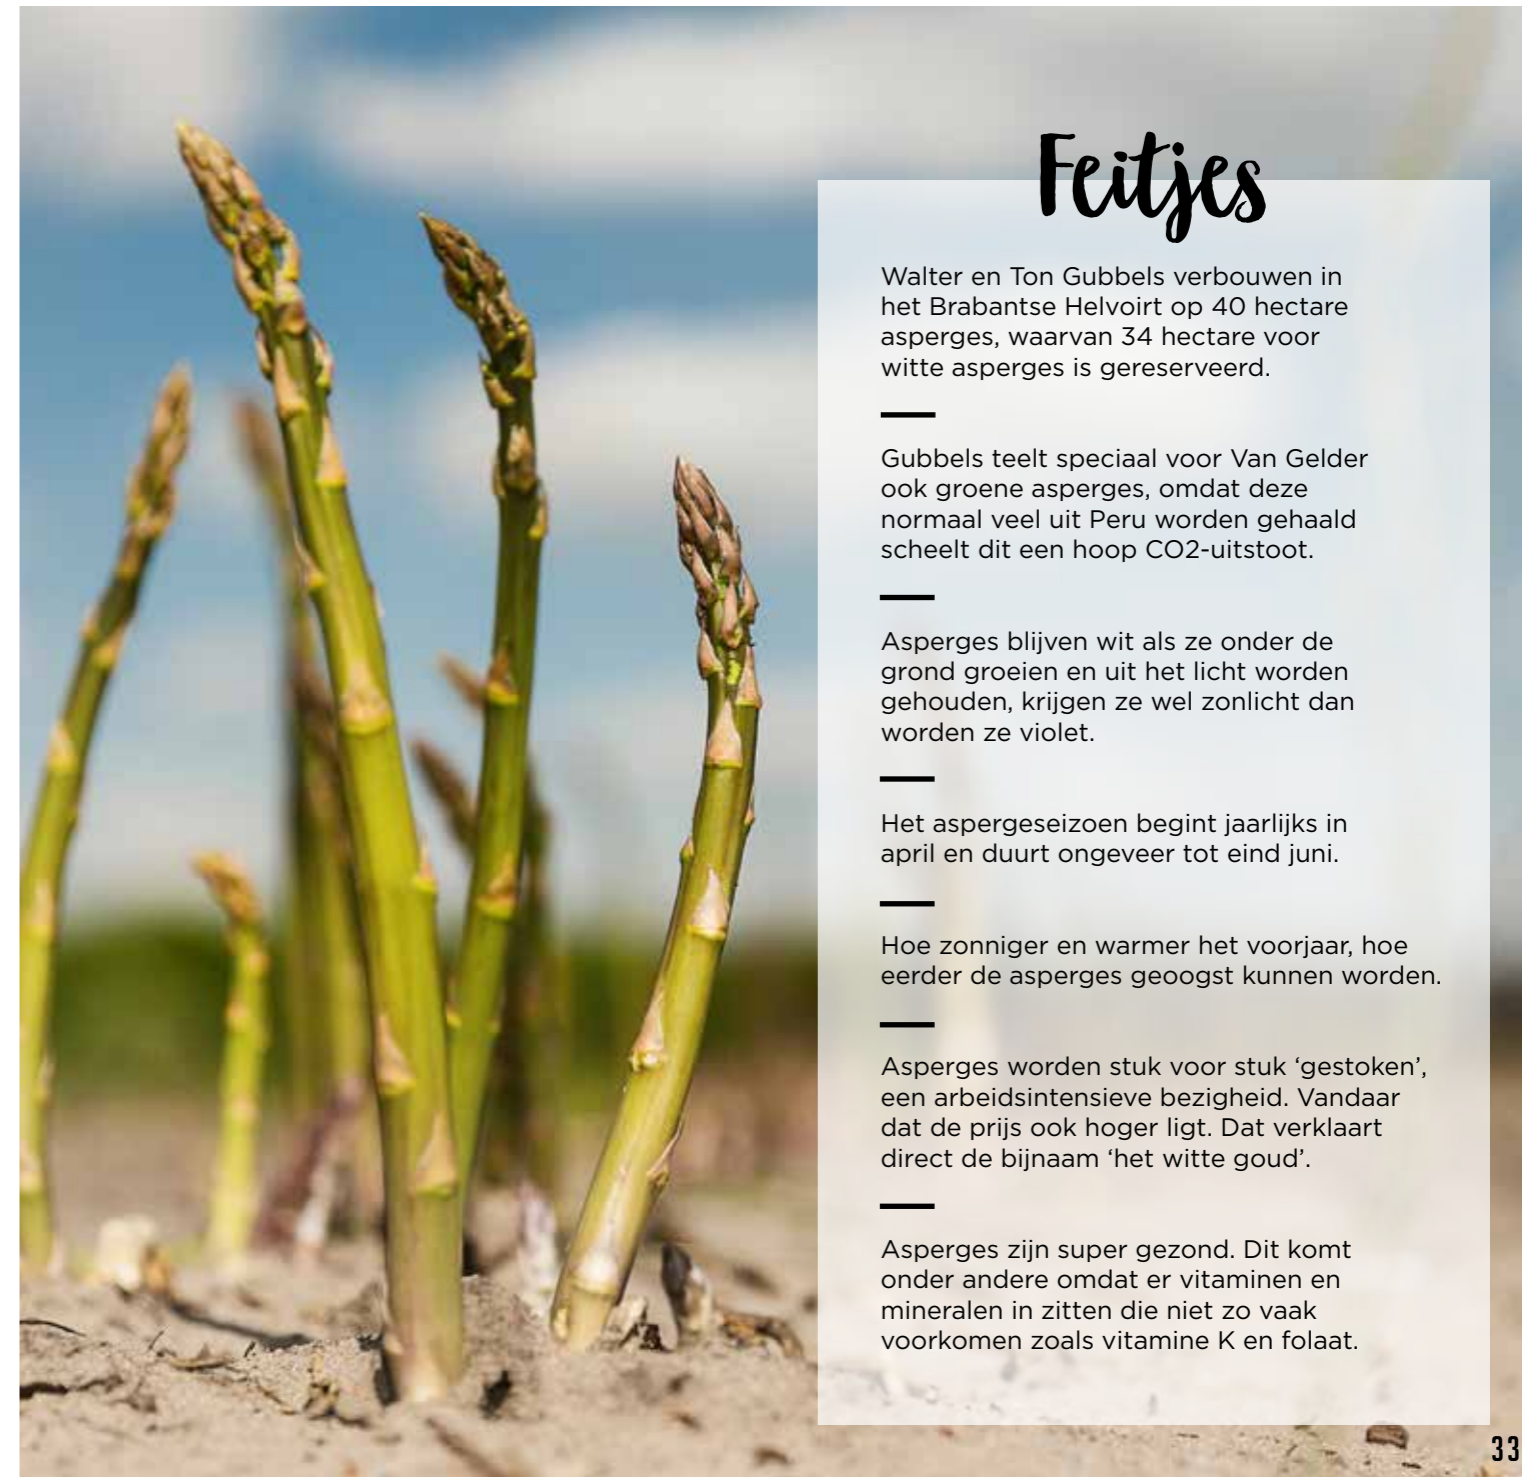 Feitjes
Walter en Ton Gubbels verbouwen in
het Brabantse Helvoirt op 40 hectare
asperges, waarvan 34 hectare voor
witte asperges is gereserveerd.
Gubbels teelt speciaal voor Van Gelder
ook groene asperges, omdat deze
normaal veel uit Peru worden gehaald
scheelt dit een hoop CO2-uitstoot.
Asperges blijven wit als ze onder de
grond groeien en uit het licht worden
gehouden, krijgen ze wel zonlicht dan
worden ze violet.
Het aspergeseizoen begint jaarlijks in
april en duurt ongeveer tot eind juni.
Hoe zonniger en warmer het voorjaar, hoe
eerder de asperges geoogst kunnen worden.
Asperges worden stuk voor stuk ‘gestoken’,
een arbeidsintensieve bezigheid. Vandaar
dat de prijs ook hoger ligt. Dat verklaart
direct de bijnaam ‘het witte goud’.
Asperges zijn super gezond. Dit komt
onder andere omdat er vitaminen en
mineralen in zitten die niet zo vaak
voorkomen zoals vitamine K en folaat.
33